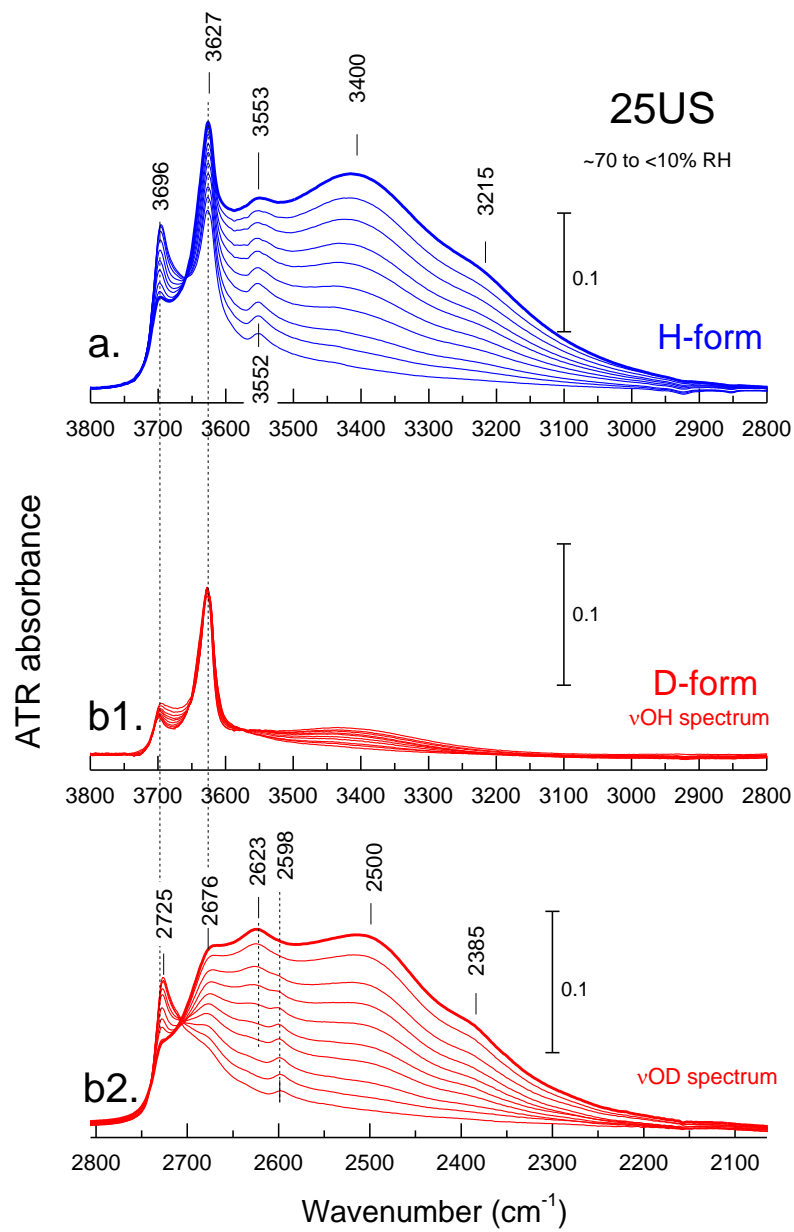 3627
3553
3400
3696
3215
25US
~70 to <10% RH
0.1
a.
3552
H-form
3800 3700 3600 3500 3400 3300 3200 3100 3000 2900 2800
ATR absorbance
0.1
D-form
b1.
νOH spectrum
3800 3700 3600 3500 3400 3300 3200 3100 3000 2900 2800
2725
2676
2623
2598
2500
2385
0.1
b2.
νOD spectrum
2800 2700 2600 2500 2400 2300 2200 2100
Wavenumber (cm⁻¹)